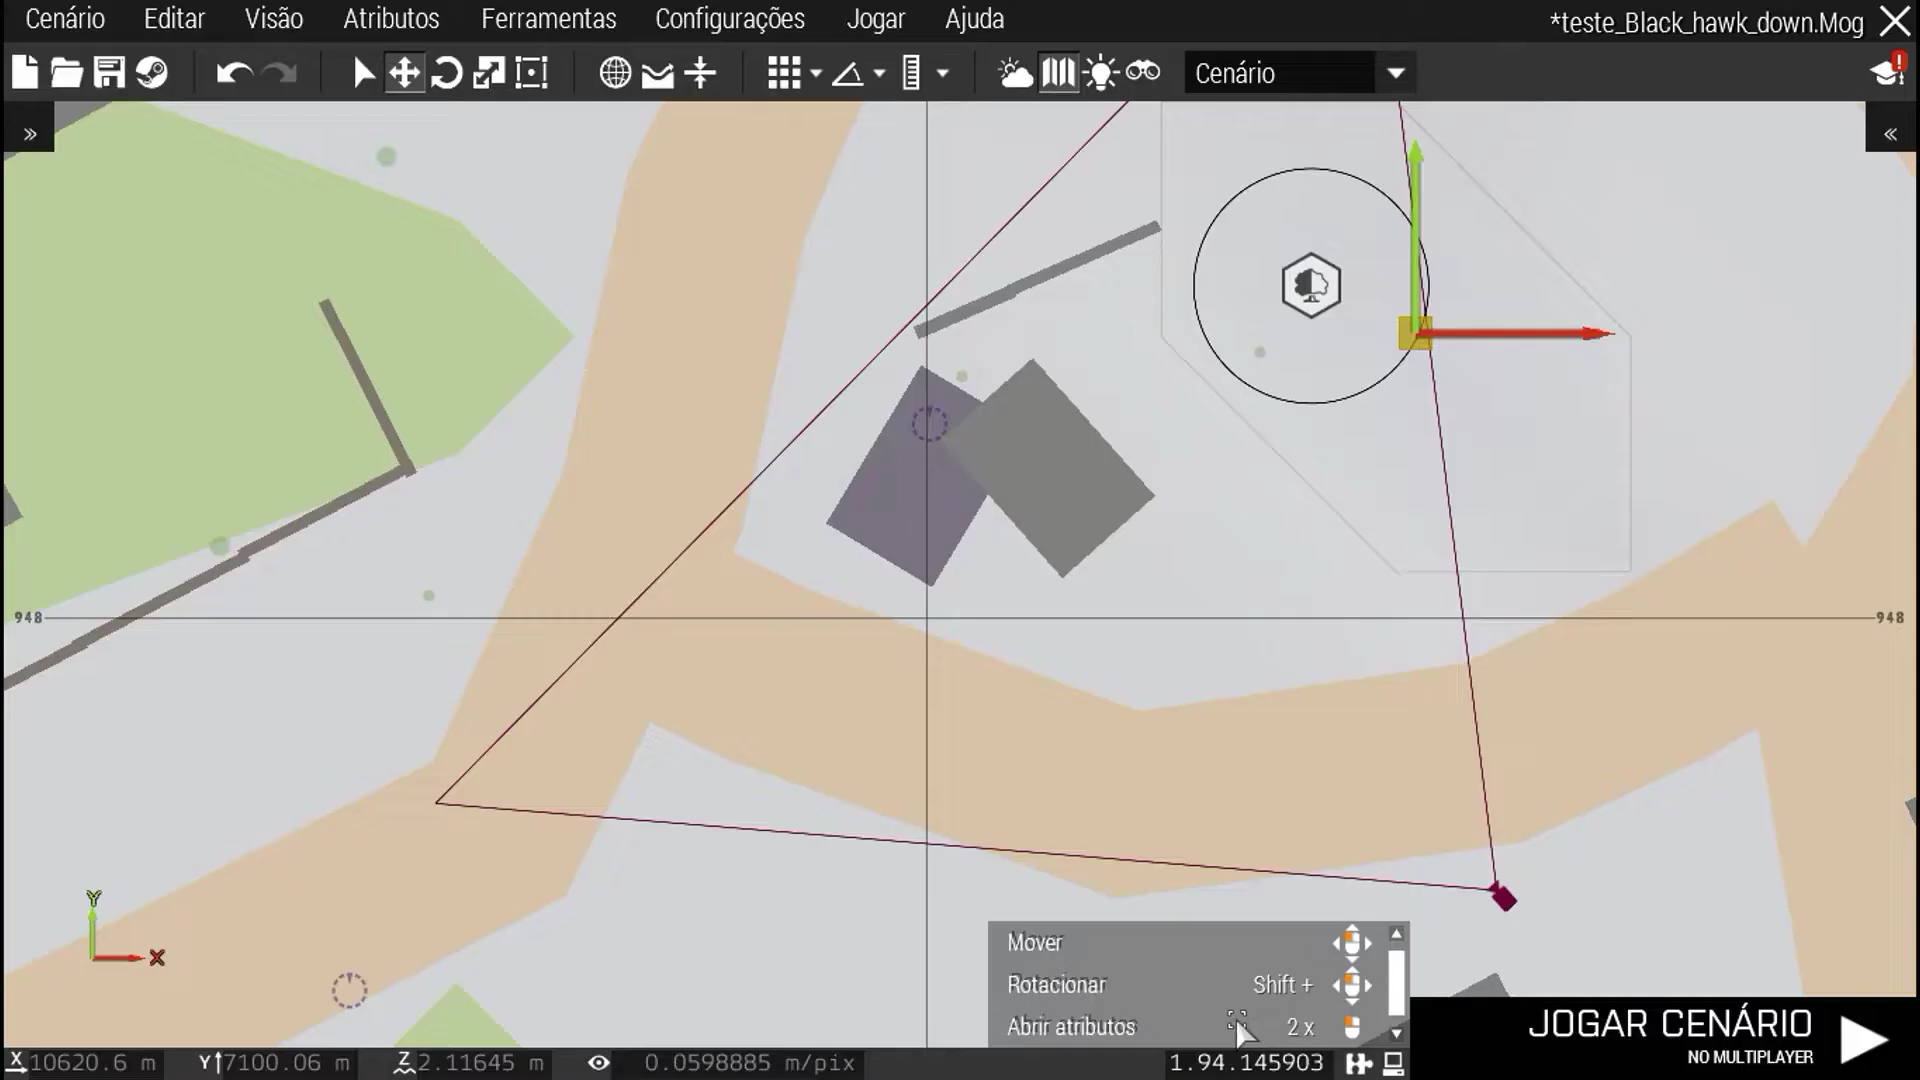 Cenário Editar Visão Atributos Ferramentas Configurações Jogar Ajuda
*teste_Black_hawk_down.Mog
Cenário
948
948
Y
X
Mover
Rotacionar Shift +
Abrir atributos 2 x
JOGAR CENÁRIO
NO MULTIPLAYER
X 10620.6 m Y 7100.06 m Z 2.11645 m 0.0598885 m/pix 1.94.145903